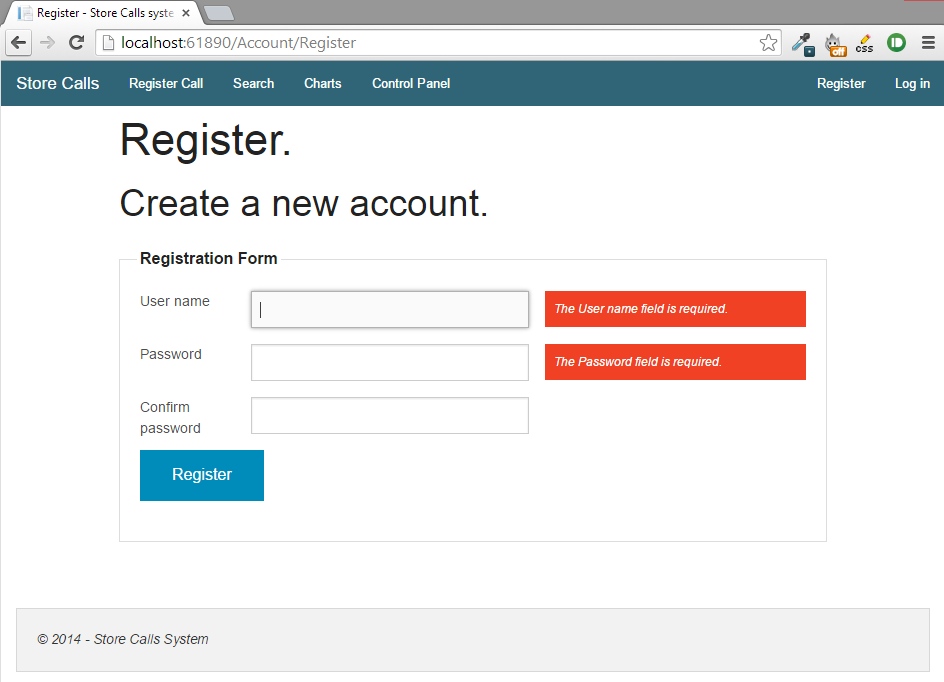 Register - Store Calls syste
localhost:61890/Account/Register
off
css
Store Calls Register Call Search Charts Control Panel Register Log in
Register.
Create a new account.
Registration Form
User name
The User name field is required.
Password
The Password field is required.
Confirm
password
Register
© 2014 - Store Calls System